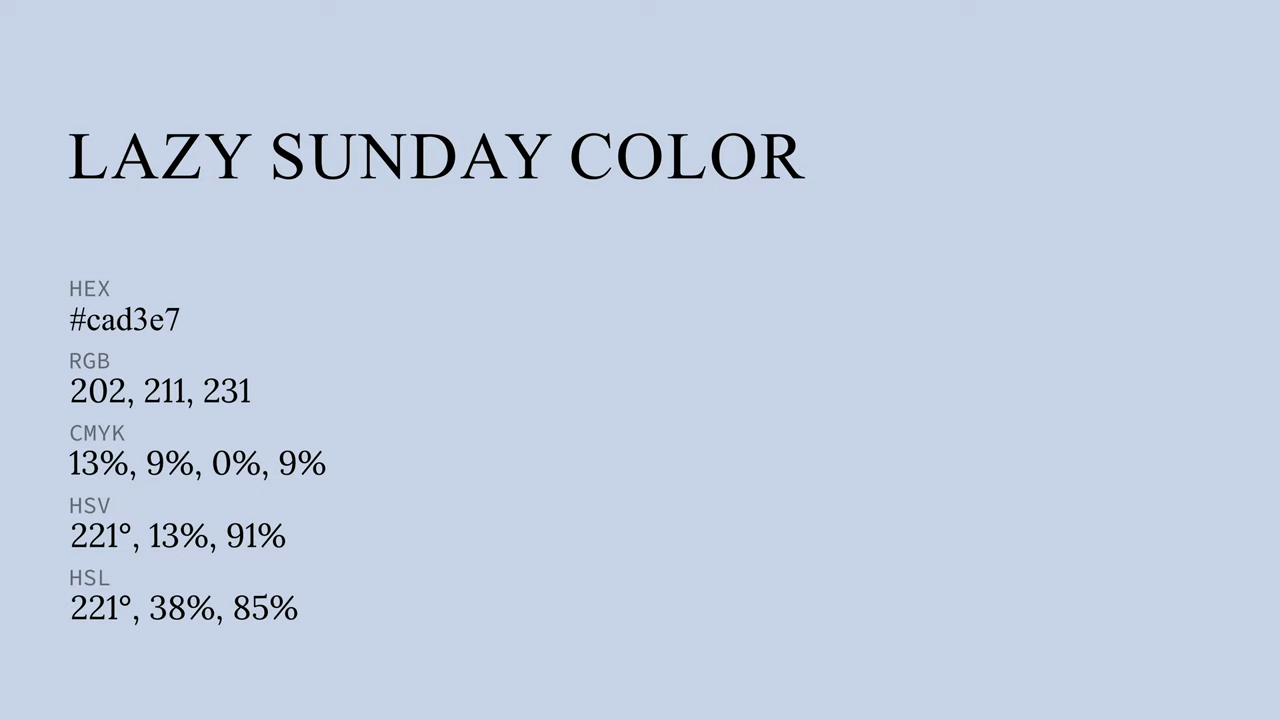 LAZY SUNDAY COLOR
HEX
#cad3e7
RGB
202, 211, 231
CMYK
13%, 9%, 0%, 9%
HSV
221°, 13%, 91%
HSL
221°, 38%, 85%